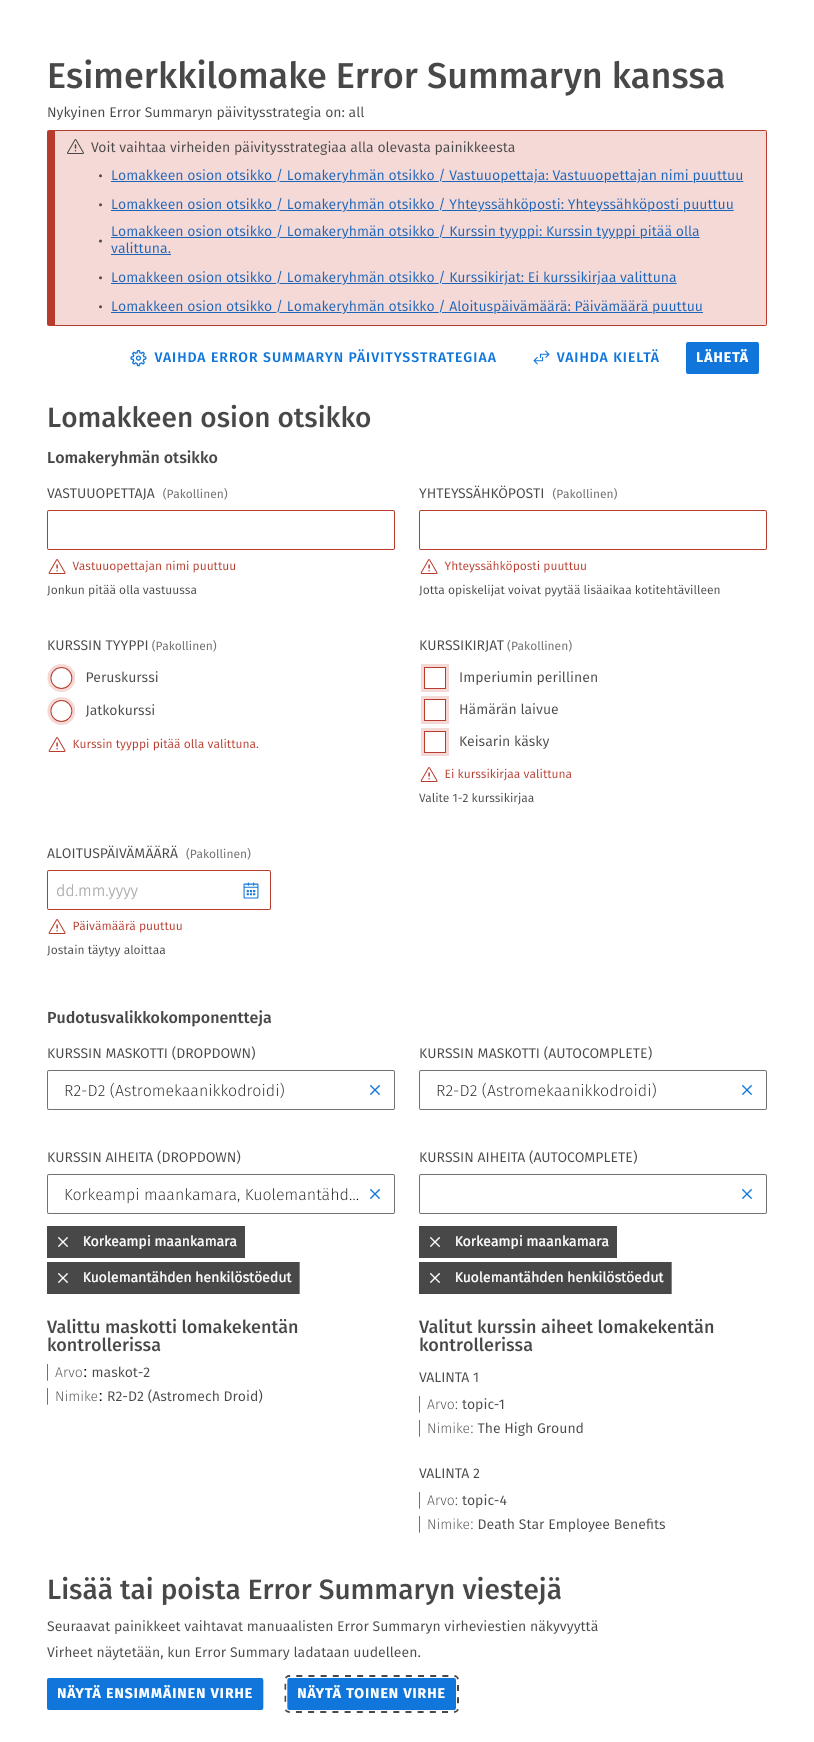 Esimerkkilomake Error Summaryn kanssa
Nykyinen Error Summaryn päivitysstrategia on: all
Voit vaihtaa virheiden päivitysstrategiaa alla olevasta painikkeesta
• Lomakkeen osion otsikko / Lomakeryhmän otsikko / Vastuuopettaja: Vastuuopettajan nimi puuttuu
• Lomakkeen osion otsikko / Lomakeryhmän otsikko / Yhteyssähköposti: Yhteyssähköposti puuttuu
• Lomakkeen osion otsikko / Lomakeryhmän otsikko / Kurssin tyyppi: Kurssin tyyppi pitää olla
valittuna.
• Lomakkeen osion otsikko / Lomakeryhmän otsikko / Kurssikirjat: Ei kurssikirjaa valittuna
• Lomakkeen osion otsikko / Lomakeryhmän otsikko / Aloituspäivämäärä: Päivämäärä puuttuu
VAIHDA ERROR SUMMARYN PÄIVITYSSTRATEGIAA VAIHDA KIELTÄ LÄHETÄ
Lomakkeen osion otsikko
Lomakeryhmän otsikko
VASTUUOPETTAJA (Pakollinen)
Vastuuopettajan nimi puuttuu
Jonkun pitää olla vastuussa
YHTEYSSÄHKÖPOSTI (Pakollinen)
Yhteyssähköposti puuttuu
Jotta opiskelijat voivat pyytää lisäaikaa kotitehtävilleen
KURSSIN TYYPPI (Pakollinen)
Peruskurssi
Jatkokurssi
Kurssin tyyppi pitää olla valittuna.
KURSSIKIRJAT (Pakollinen)
Imperiumin perillinen
Hämärän laivue
Keisarin käsky
Ei kurssikirjaa valittuna
Valite 1-2 kurssikirjaa
ALOITUSPÄIVÄMÄÄRÄ (Pakollinen)
dd.mm.yyyy
Päivämäärä puuttuu
Jostain täytyy aloittaa
Pudotusvalikkokomponentteja
KURSSIN MASKOTTI (DROPDOWN)
R2-D2 (Astromekaanikkodroidi)
KURSSIN MASKOTTI (AUTOCOMPLETE)
R2-D2 (Astromekaanikkodroidi)
KURSSIN AIHEITA (DROPDOWN)
Korkeampi maankamara, Kuolemantähd...
Korkeampi maankamara
Kuolemantähden henkilöstöedut
KURSSIN AIHEITA (AUTOCOMPLETE)
Korkeampi maankamara
Kuolemantähden henkilöstöedut
Valittu maskotti lomakekentän
kontrollerissa
Arvo: maskot-2
Nimike: R2-D2 (Astromech Droid)
Valitut kurssin aiheet lomakekentän
kontrollerissa
VALINTA 1
Arvo: topic-1
Nimike: The High Ground
VALINTA 2
Arvo: topic-4
Nimike: Death Star Employee Benefits
Lisää tai poista Error Summaryn viestejä
Seuraavat painikkeet vaihtavat manuaalisten Error Summaryn virheviestien näkyvyyttä
Virheet näytetään, kun Error Summary ladataan uudelleen.
NÄYTÄ ENSIMMÄINEN VIRHE NÄYTÄ TOINEN VIRHE